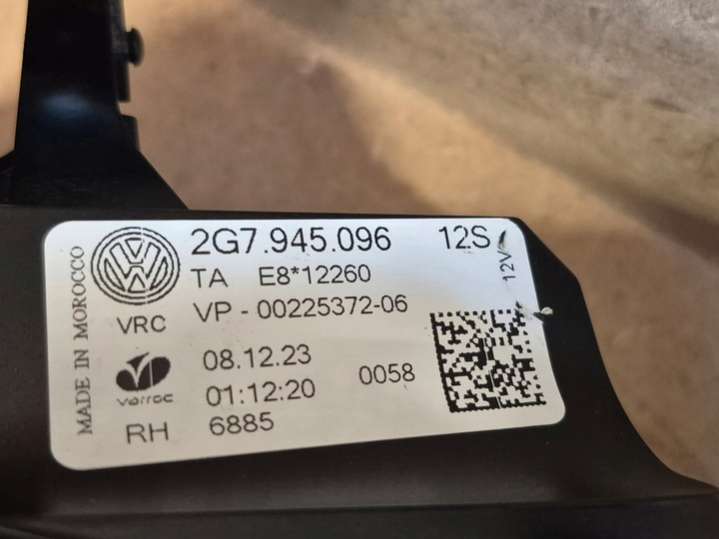 2G7.945.096 12S
12V
TA E8*12260
VP - 00225372-06
VRC
MADE IN MOROCCO
08.12.23
varroc
01:12:20 0058
RH 6885